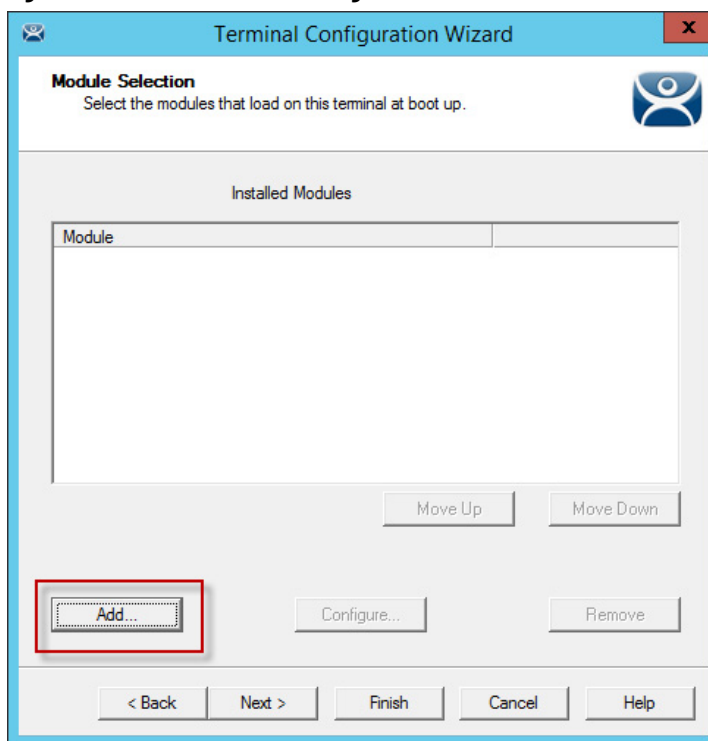 Terminal Configuration Wizard
x
Module Selection
Select the modules that load on this terminal at boot up.
Installed Modules
Module
Move Up Move Down
Add... Configure... Remove
< Back Next > Finish Cancel Help